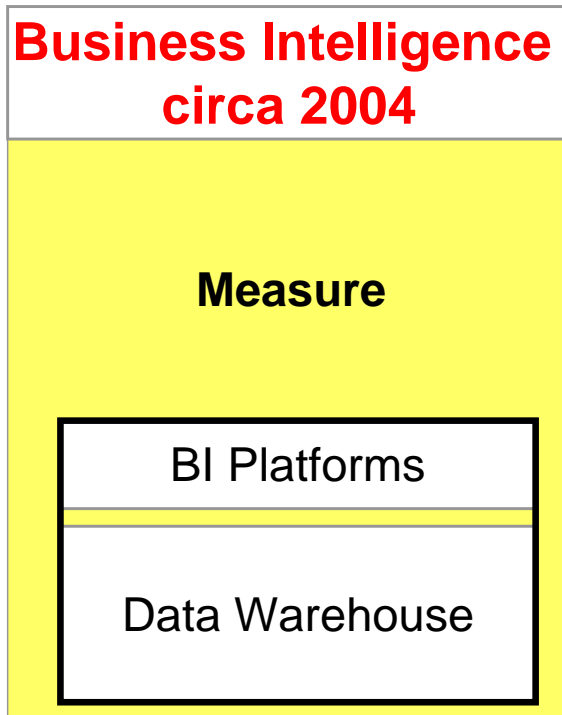 Business Intelligence
circa 2004
Measure
BI Platforms
Data Warehouse